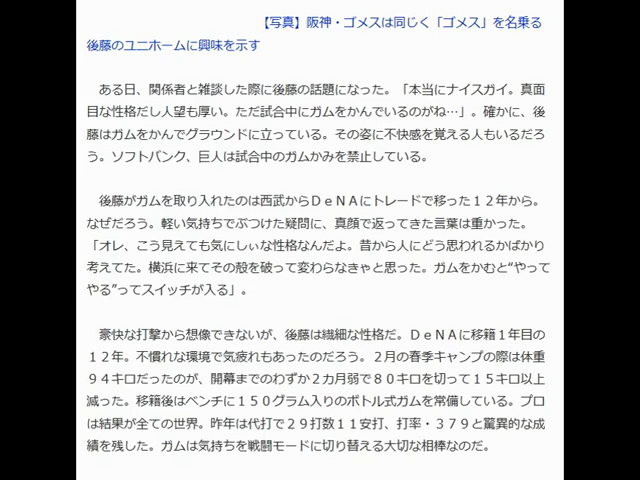 【写真】阪神・ゴメスは同じく「ゴメス」を名乗る
後藤のユニホームに興味を示す
ある日、関係者と雑談した際に後藤の話題になった。「本当にナイスガイ。真面
目な性格だし人望も厚い。ただ試合中にガムをかんでいるのがね…」。確かに、後
藤はガムをかんでグラウンドに立っている。その姿に不快感を覚える人もいるだろ
う。ソフトバンク、巨人は試合中のガムかみを禁止している。
後藤がガムを取り入れたのは西武からＤｅＮＡにトレードで移った１２年から。
なぜだろう。軽い気持ちでぶつけた疑問に、真顔で返ってきた言葉は重かった。
「オレ、こう見えても気にしぃな性格なんだよ。昔から人にどう思われるかばかり
考えてた。横浜に来てその殻を破って変わらなきゃと思った。ガムをかむと“やって
やる”ってスイッチが入る」。
豪快な打撃から想像できないが、後藤は繊細な性格だ。ＤｅＮＡに移籍１年目の
１２年。不慣れな環境で気疲れもあったのだろう。２月の春季キャンプの際は体重
９４キロだったのが、開幕までのわずか２カ月弱で８０キロを切って１５キロ以上
減った。移籍後はベンチに１５０グラム入りのボトル式ガムを常備している。プロ
は結果が全ての世界。昨年は代打で２９打数１１安打、打率・３７９と驚異的な成
績を残した。ガムは気持ちを戦闘モードに切り替える大切な相棒なのだ。